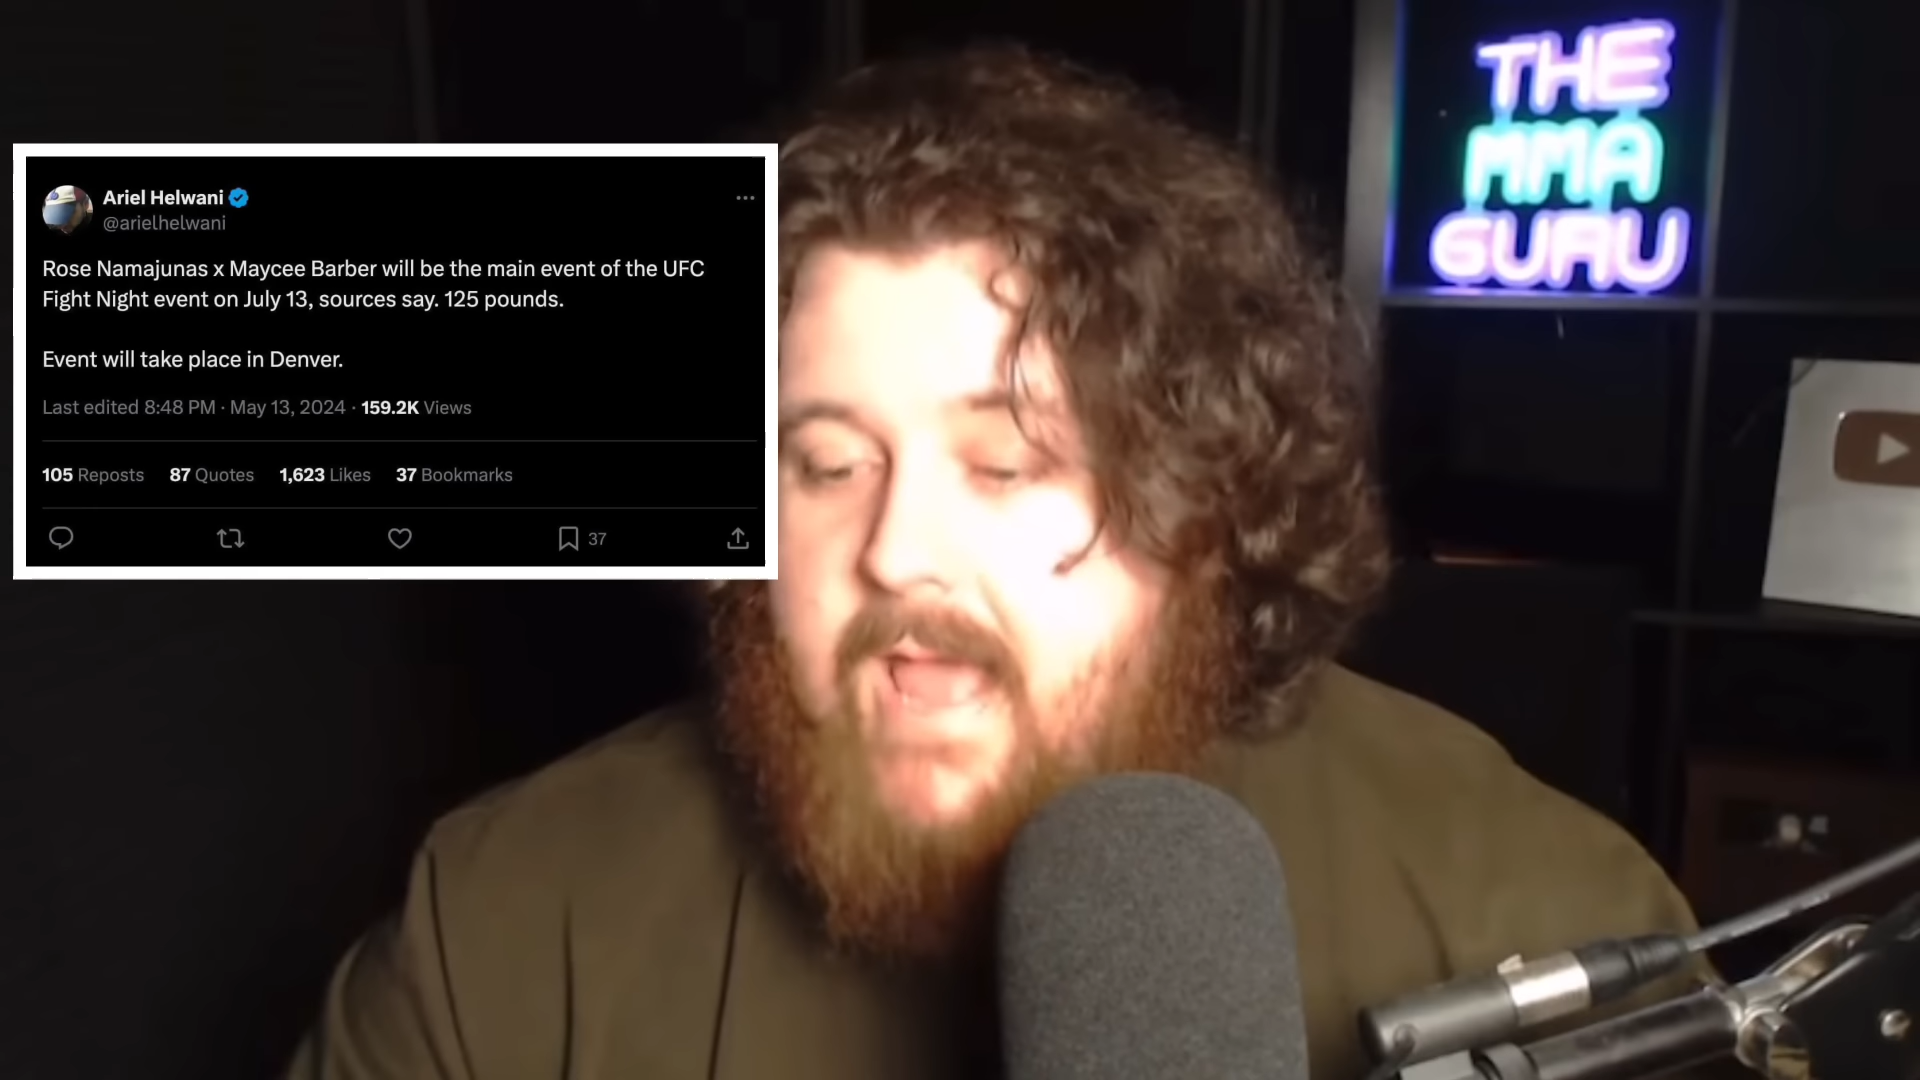 THE
MMA
GURU
Ariel Helwani
@arielhelwani
Rose Namajunas x Maycee Barber will be the main event of the UFC
Fight Night event on July 13, sources say. 125 pounds.
Event will take place in Denver.
Last edited 8:48 PM · May 13, 2024 · 159.2K Views
105 Reposts 87 Quotes 1,623 Likes 37 Bookmarks
37